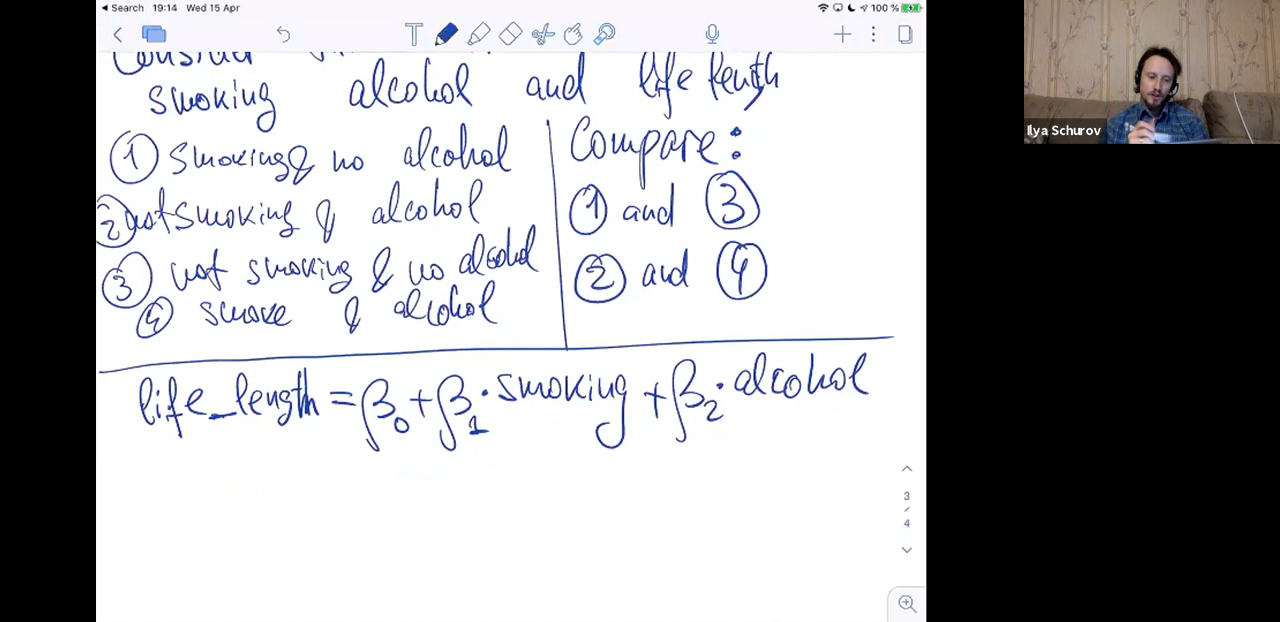 Search 19:14 Wed 15 Apr
100 %
Ilya Schurov
smoking alcohol and life length
① smoking & no alcohol
② not smoking & alcohol
③ not smoking & no alcohol
④ smoke & alcohol
Compare:
① and ③
② and ④
life_length = β₀ + β₁ · smoking + β₂ · alcohol
3
/
4